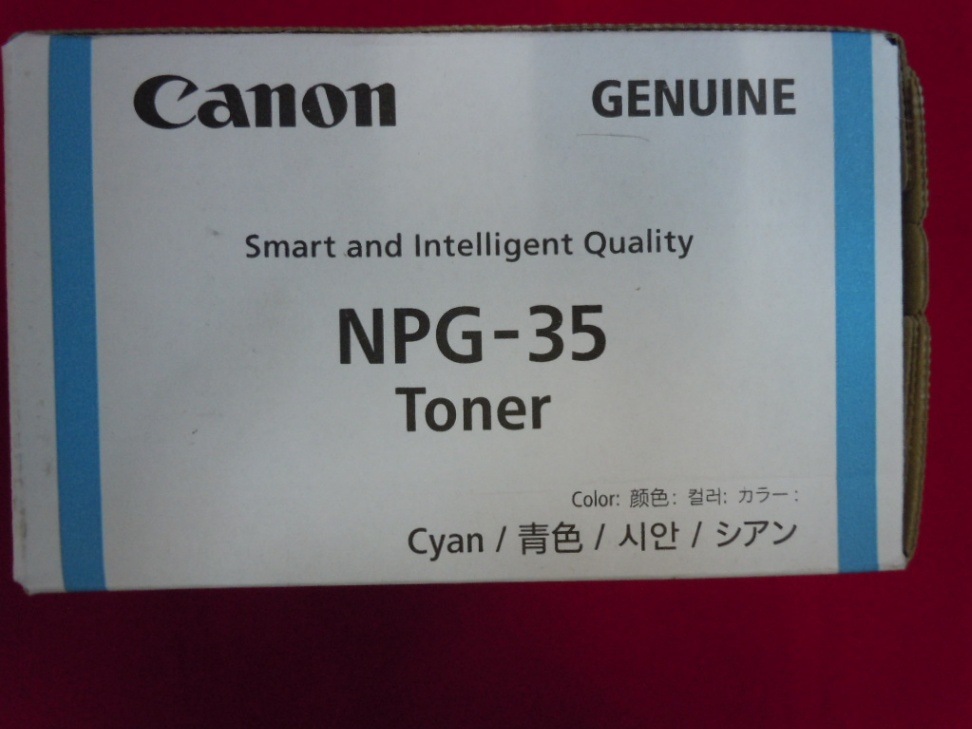 Canon GENUINE
Smart and Intelligent Quality
NPG-35
Toner
Color: 颜色: 컬러: カラー:
Cyan / 青色 / 시안 / シアン